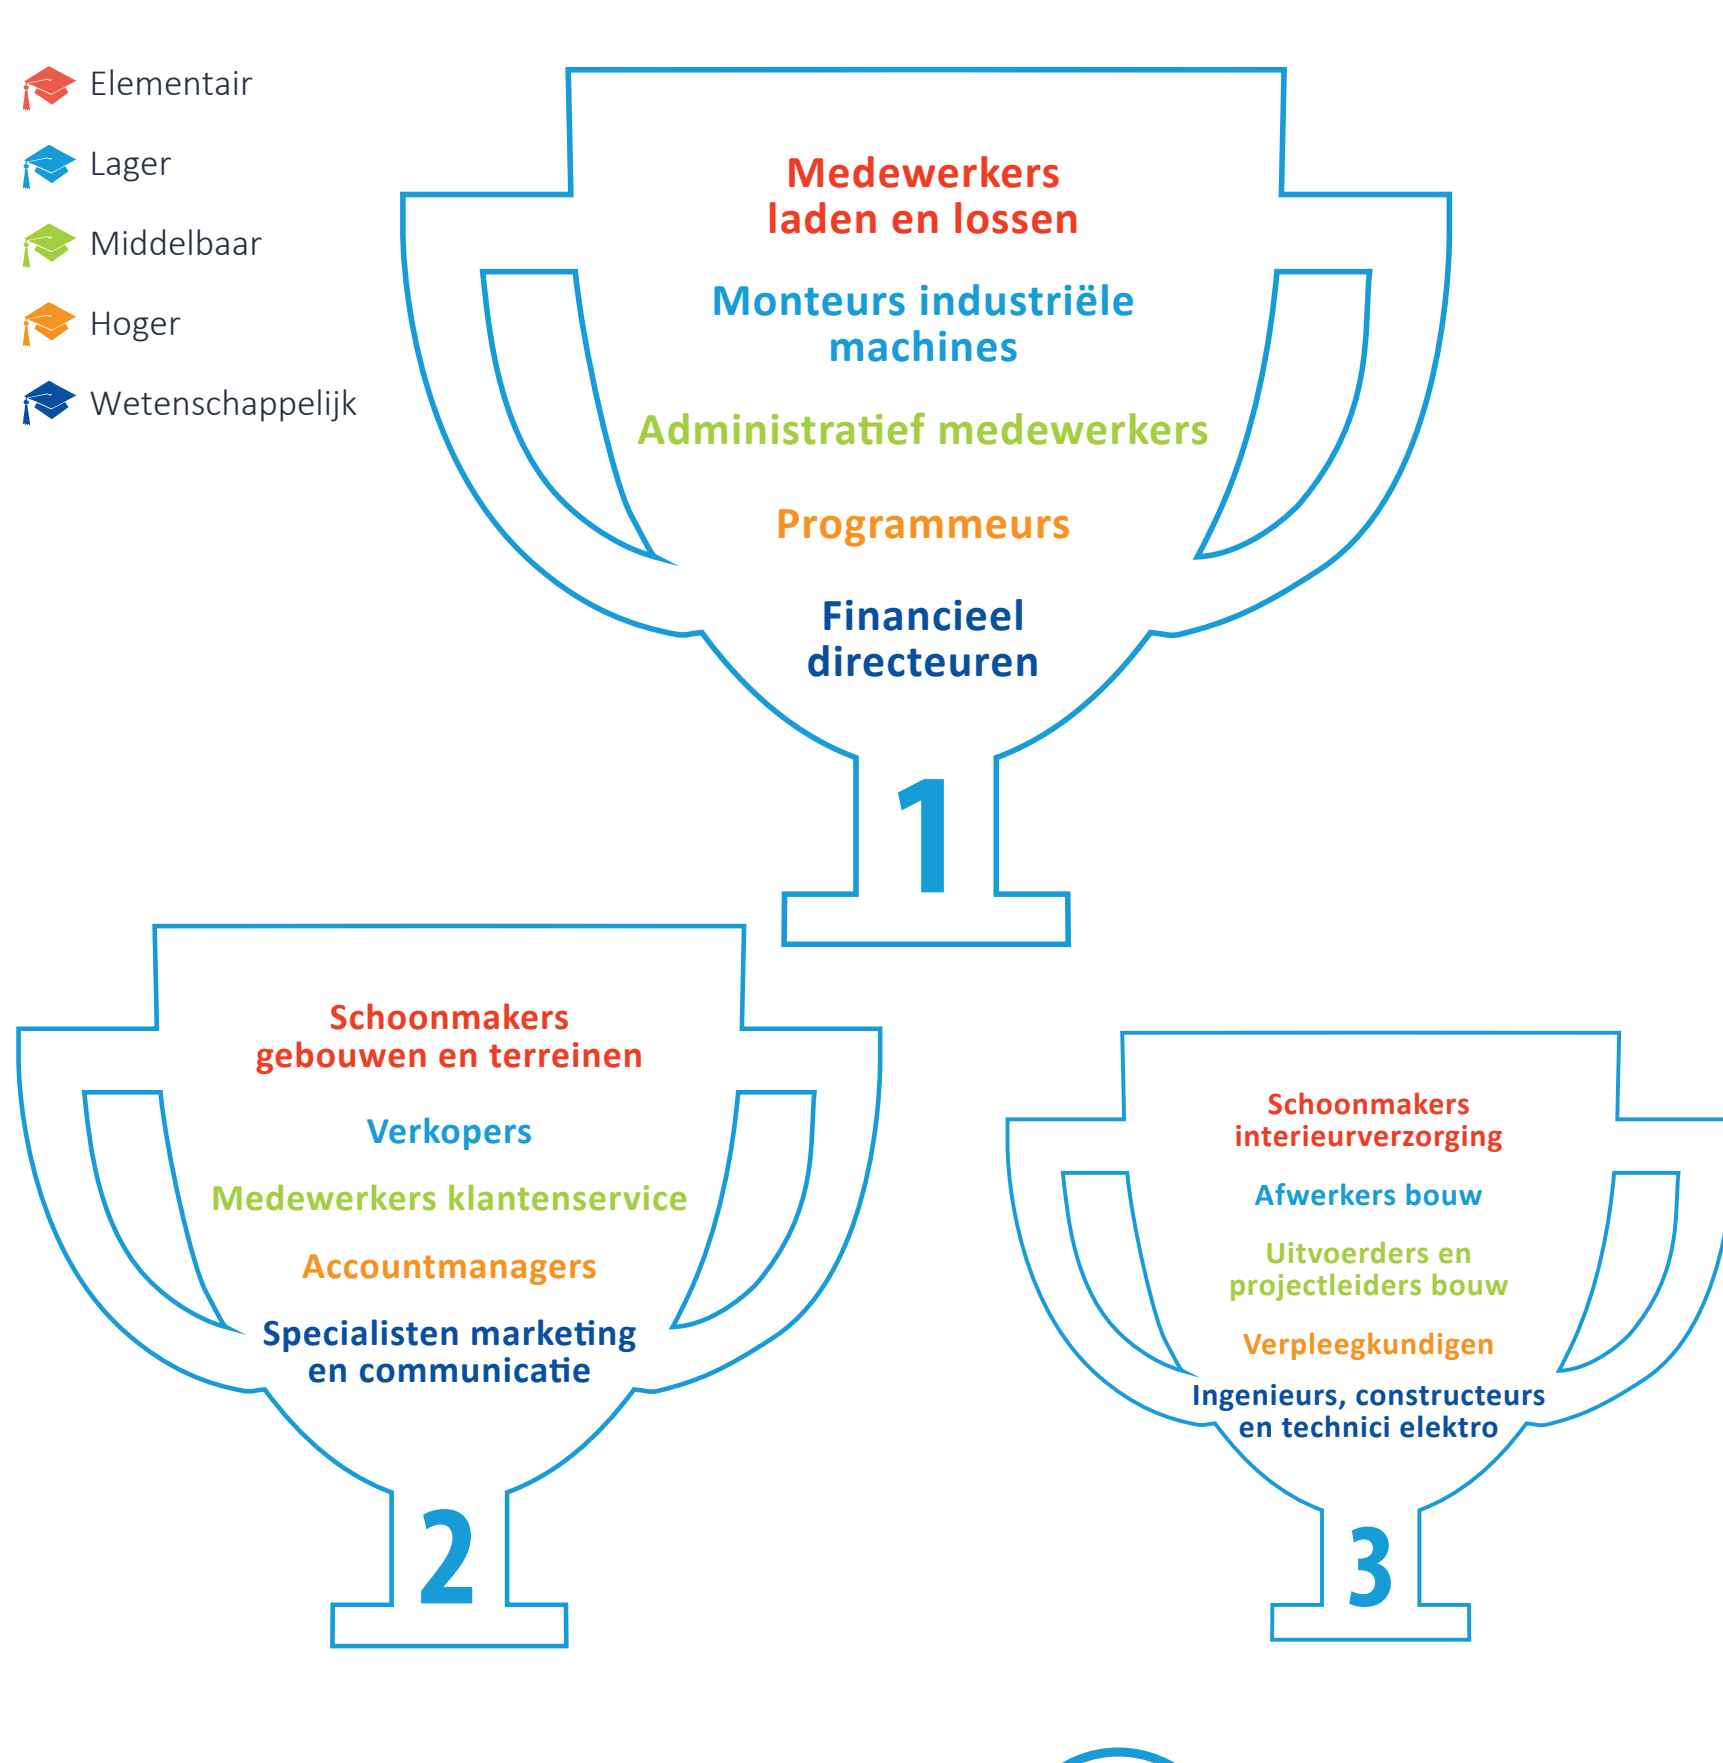 Elementair
Lager
Middelbaar
Hoger
Wetenschappelijk
Medewerkers
laden en lossen
Monteurs industriële
machines
Administratief medewerkers
Programmeurs
Financieel
directeuren
1
Schoonmakers
gebouwen en terreinen
Verkopers
Medewerkers klantenservice
Accountmanagers
Specialisten marketing
en communicatie
2
Schoonmakers
interieurverzorging
Afwerkers bouw
Uitvoerders en
projectleiders bouw
Verpleegkundigen
Ingenieurs, constructeurs
en technici elektro
3